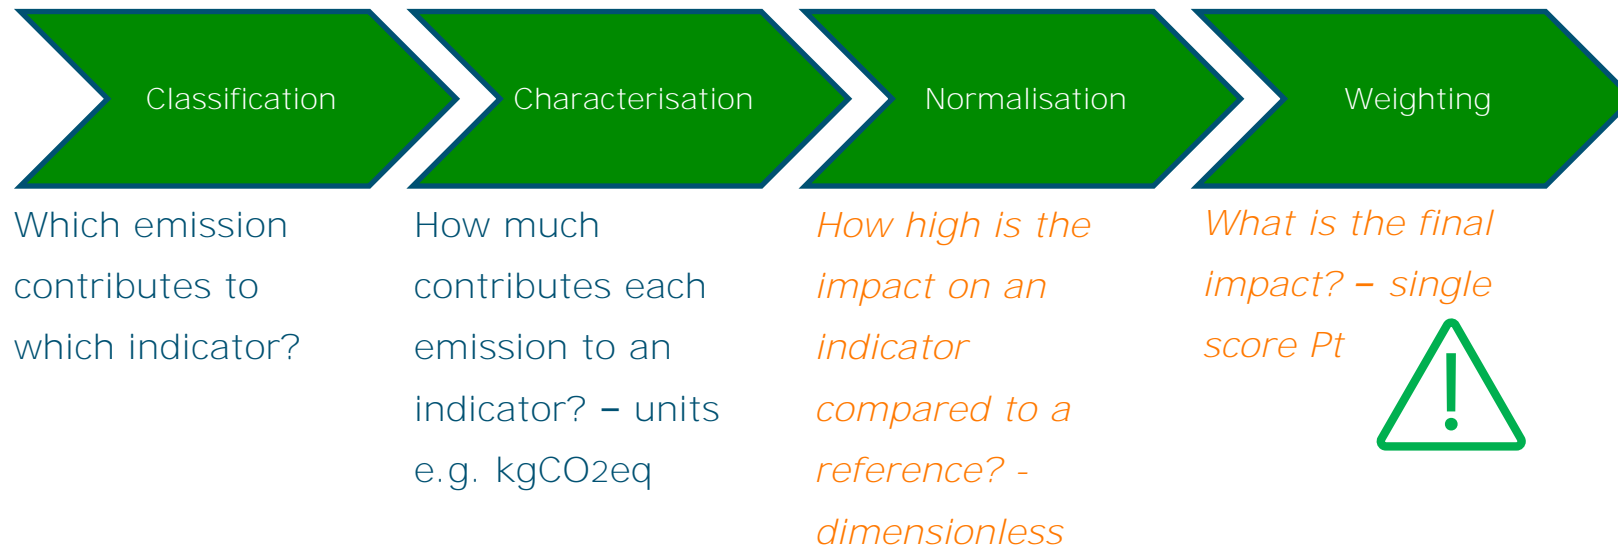 Classification
Characterisation
Normalisation
Weighting
Which emission
contributes to
which indicator?
How much
contributes each
emission to an
indicator? – units
e.g. kgCO2eq
How high is the
impact on an
indicator
compared to a
reference? -
dimensionless
What is the final
impact? – single
score Pt
!